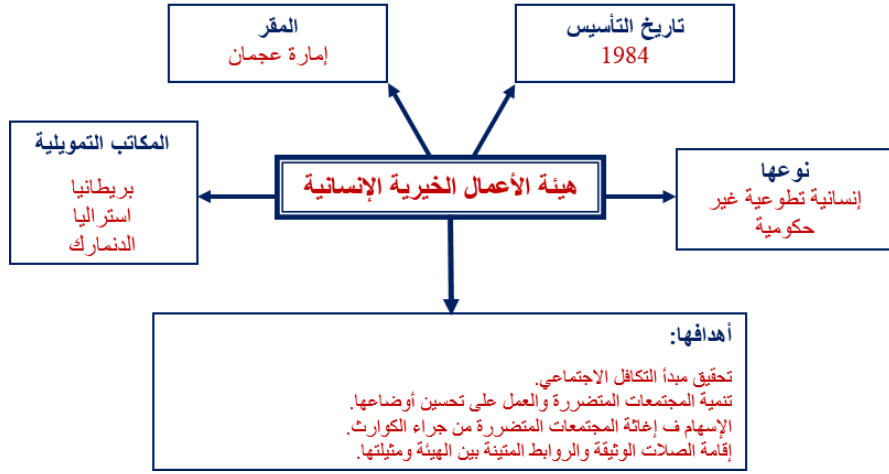 تاريخ التأسيس
1984
المقر
إمارة عجمان
هيئة الأعمال الخيرية الإنسانية
نوعها
إنسانية تطوعية غير
حكومية
المكاتب التمويلية
بريطانيا
استراليا
الدنمارك
أهدافها:
تحقيق مبدأ التكافل الاجتماعي.
تنمية المجتمعات المتضررة والعمل على تحسين أوضاعها.
الإسهام ف إغاثة المجتمعات المتضررة من جراء الكوارث.
إقامة الصلات الوثيقة والروابط المتينة بين الهيئة ومثيلتها.